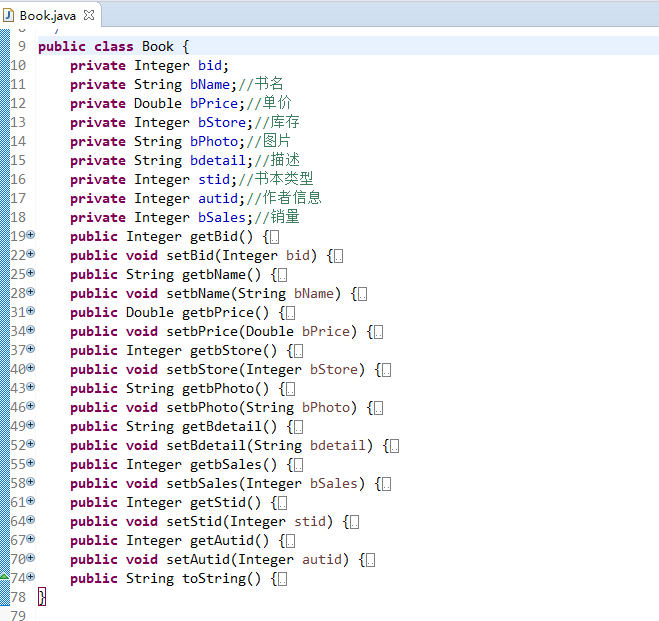 Book.java
8 */
9 public class Book {
10 private Integer bid;
11 private String bName;//书名
12 private Double bPrice;//单价
13 private Integer bStore;//库存
14 private String bPhoto;//图片
15 private String bdetail;//描述
16 private Integer stid;//书本类型
17 private Integer autid;//作者信息
18 private Integer bSales;//销量
19 public Integer getBid() {
22 public void setBid(Integer bid) {
25 public String getbName() {
28 public void setbName(String bName) {
31 public Double getbPrice() {
34 public void setbPrice(Double bPrice) {
37 public Integer getbStore() {
40 public void setbStore(Integer bStore) {
43 public String getbPhoto() {
46 public void setbPhoto(String bPhoto) {
49 public String getBdetail() {
52 public void setBdetail(String bdetail) {
55 public Integer getbSales() {
58 public void setbSales(Integer bSales) {
61 public Integer getStid() {
64 public void setStid(Integer stid) {
67 public Integer getAutid() {
70 public void setAutid(Integer autid) {
74 public String toString() {
78 }
79